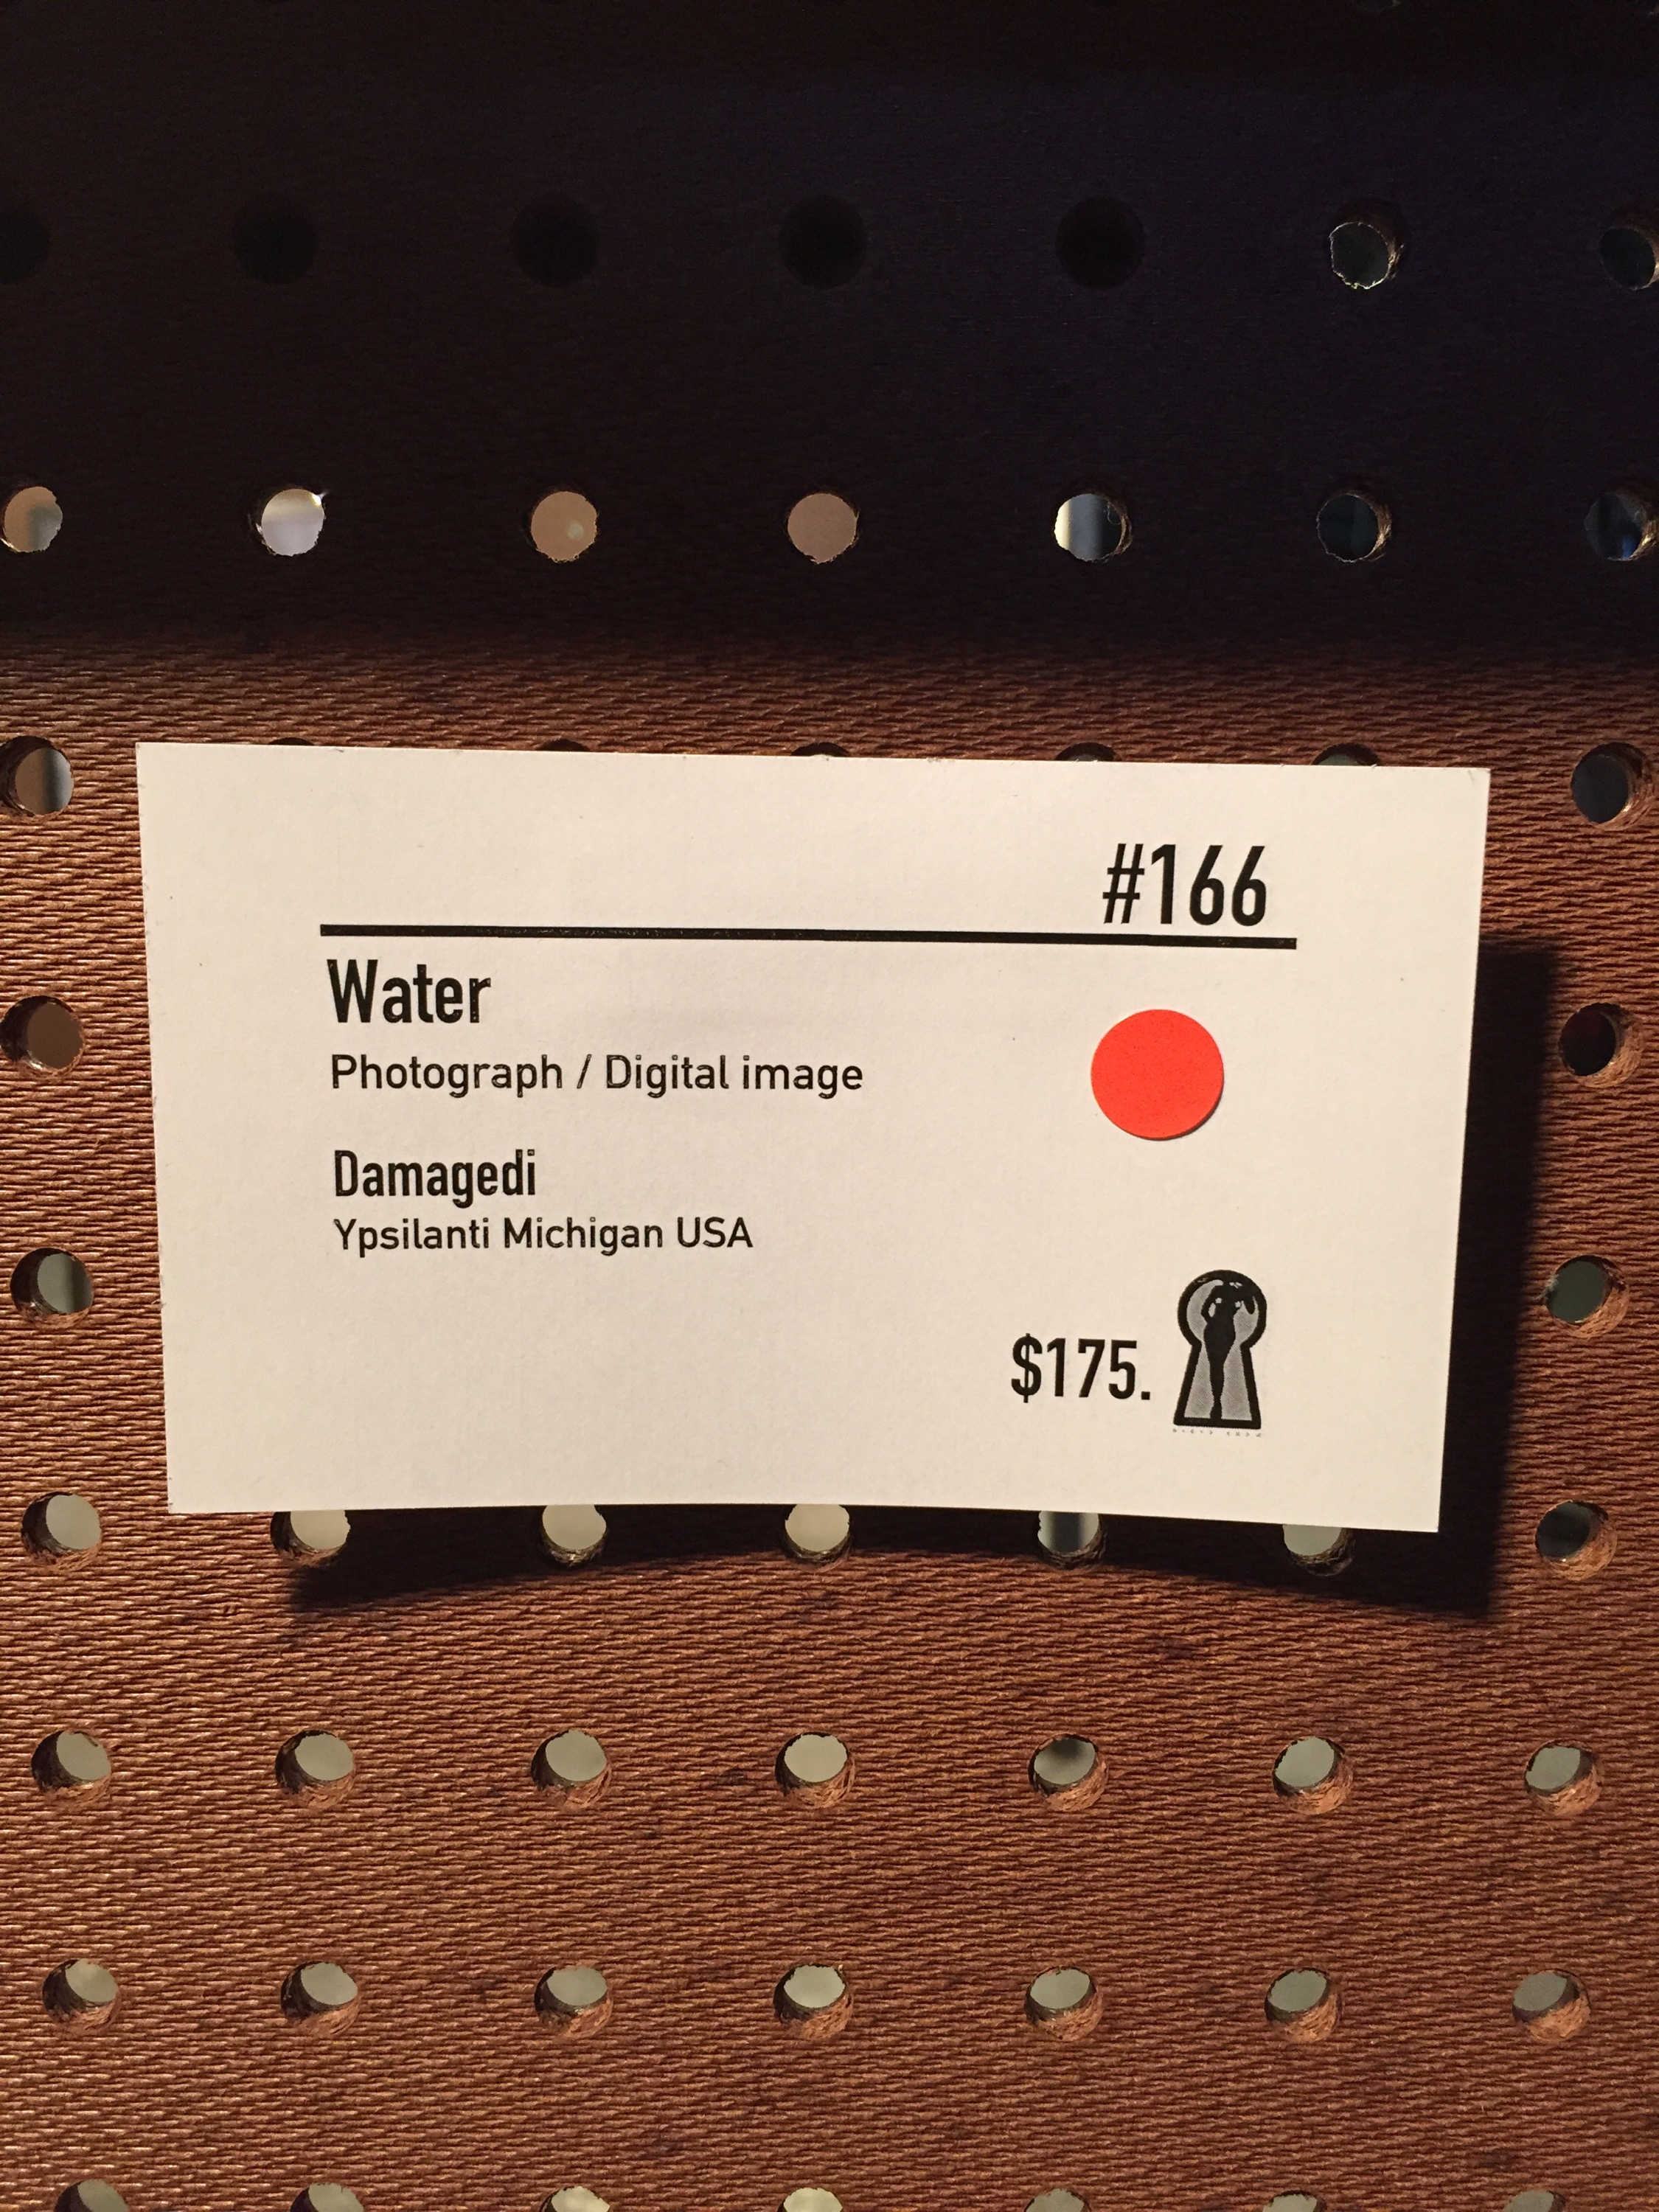 #166
Water
Photograph / Digital image
Damagedi
Ypsilanti Michigan USA
$175.